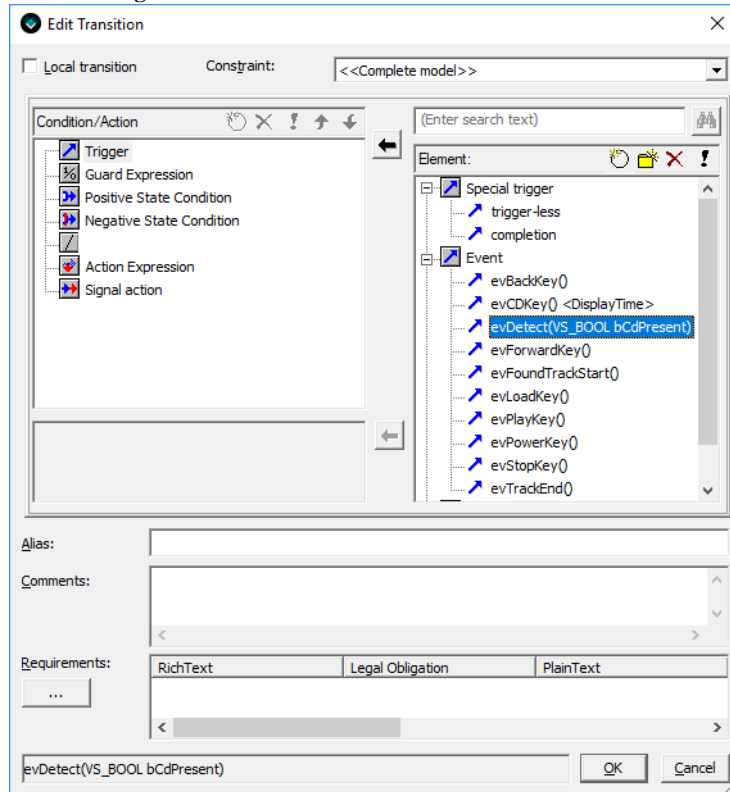 Edit Transition
Local transition
Constraint:
<<Complete model>>
Condition/Action
Trigger
Guard Expression
Positive State Condition
Negative State Condition
Action Expression
Signal action
(Enter search text)
Element:
Special trigger
trigger-less
completion
Event
evBackKey()
evCDKey() <DisplayTime>
evDetect(VS_BOOL bCdPresent)
evForwardKey()
evFoundTrackStart()
evLoadKey()
evPlayKey()
evPowerKey()
evStopKey()
evTrackEnd()
Alias:
Comments:
Requirements:
...
RichText
Legal Obligation
PlainText
evDetect(VS_BOOL bCdPresent)
OK
Cancel